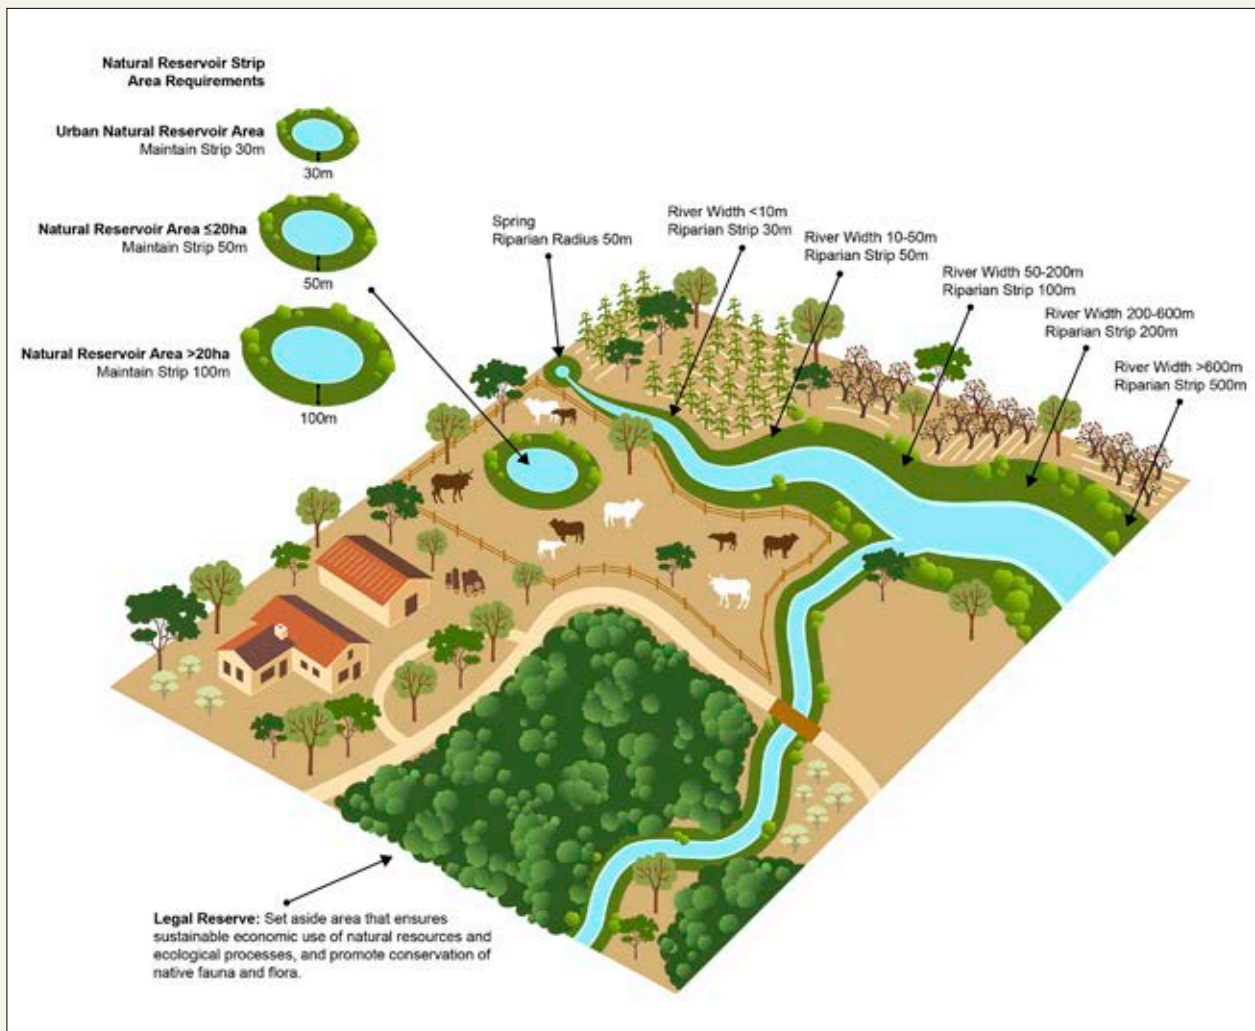 Natural Reservoir Strip
Area Requirements
Urban Natural Reservoir Area
Maintain Strip 30m
30m
Natural Reservoir Area ≤20ha
Maintain Strip 50m
50m
Natural Reservoir Area >20ha
Maintain Strip 100m
100m
Spring
Riparian Radius 50m
River Width <10m
Riparian Strip 30m
River Width 10-50m
Riparian Strip 50m
River Width 50-200m
Riparian Strip 100m
River Width 200-600m
Riparian Strip 200m
River Width >600m
Riparian Strip 500m
Legal Reserve: Set aside area that ensures
sustainable economic use of natural resources and
ecological processes, and promote conservation of
native fauna and flora.